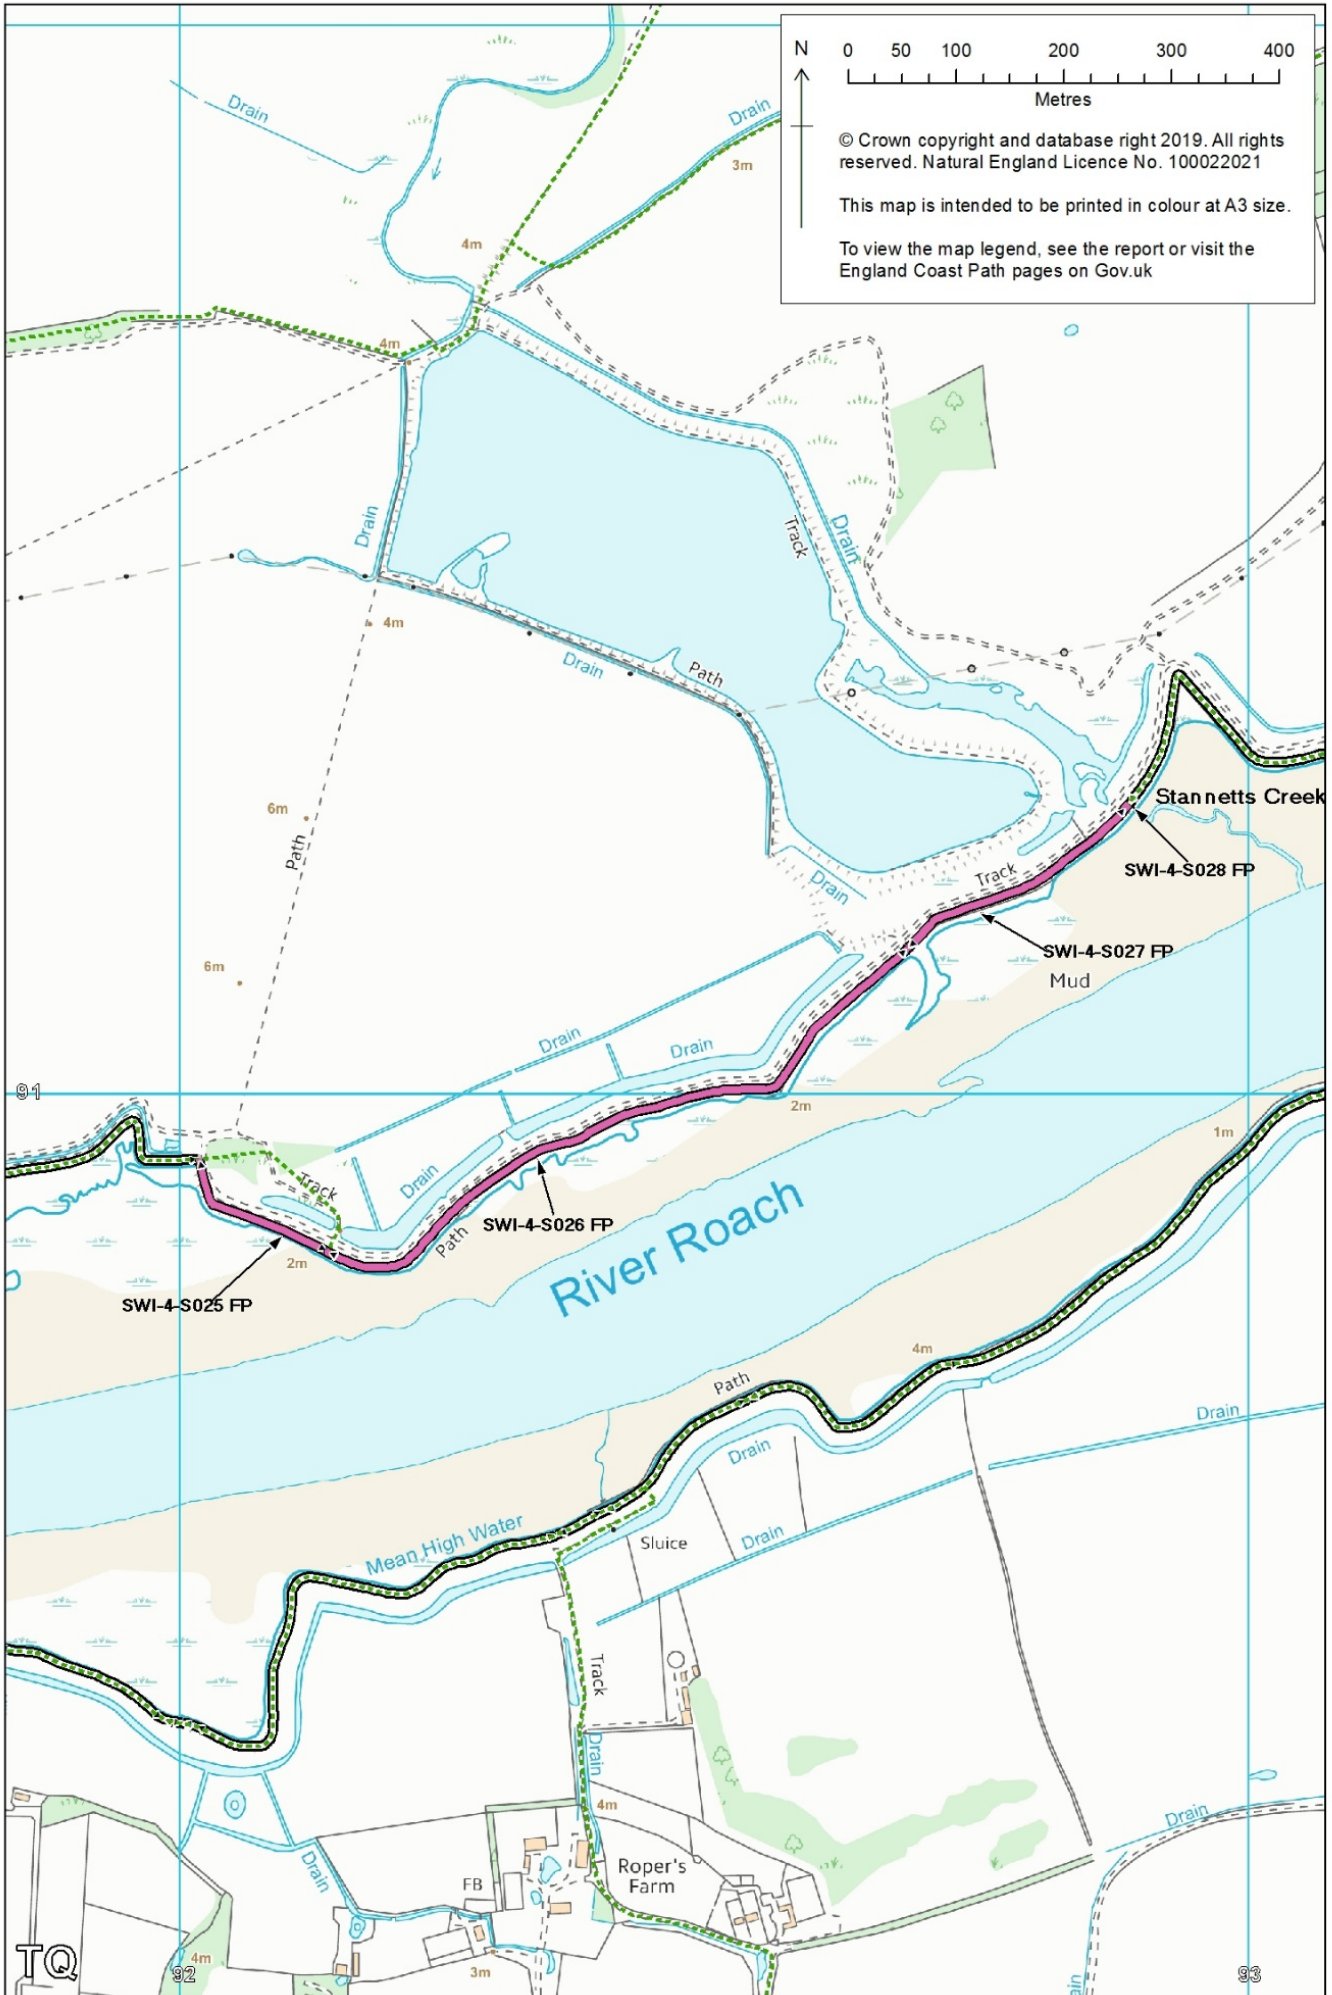 N
0 50 100 200 300 400
Metres
© Crown copyright and database right 2019. All rights
reserved. Natural England Licence No. 100022021
This map is intended to be printed in colour at A3 size.
To view the map legend, see the report or visit the
England Coast Path pages on Gov.uk
Drain
Drain
3m
4m
4m
Drain
Track
Drain
4m
Drain
Path
6m
Path
Stannetts Creek
SWI-4-S028 FP
Track
Drain
SWI-4-S027 FP
Mud
6m
Drain
Drain
91
2m
1m
Drain
Track
Path
SWI-4-S026 FP
River Roach
2m
SWI-4-S025 FP
4m
Path
Drain
Drain
Mean High Water
Sluice
Drain
Track
Drain
4m
Drain
Roper's
Farm
Drain
FB
TQ
4m
92
3m
93
ain